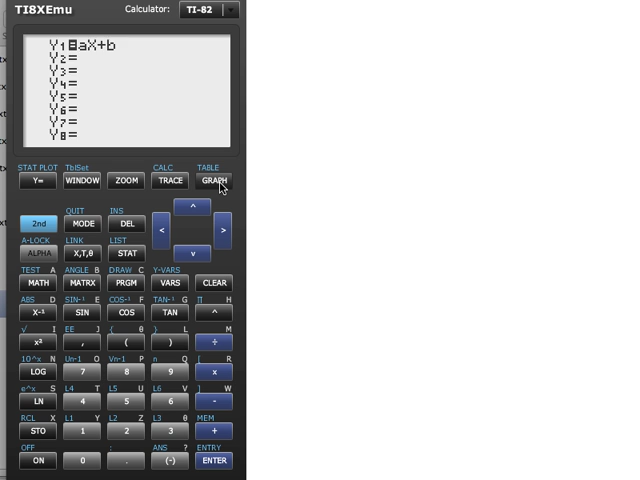 TI8XEmu Calculator: TI-82
Y1=aX+b
Y2=
Y3=
Y4=
Y5=
Y6=
Y7=
Y8=
STAT PLOT TblSet CALC TABLE
Y= WINDOW ZOOM TRACE GRAPH
^
QUIT INS
2nd MODE DEL < >
A-LOCK LINK LIST
ALPHA X,T,θ STAT v
TEST A ANGLE B DRAW C Y-VARS
MATH MATRX PRGM VARS CLEAR
ABS D SIN⁻¹ E COS⁻¹ F TAN⁻¹ G Π H
X⁻¹ SIN COS TAN ^
√ I EE J { θ } L M
x² , ( ) ÷
10^x N Un-1 O Vn-1 P n Q [ R
LOG 7 8 9 x
e^x S L4 T L5 U L6 V ] W
LN 4 5 6 -
RCL X L1 Y L2 Z L3 θ MEM
STO 1 2 3 +
OFF : ANS ? ENTRY
ON 0 . (-) ENTER